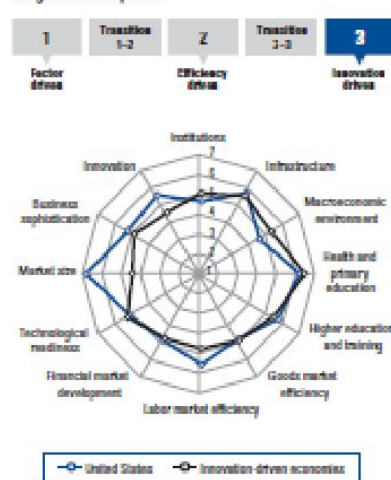 1
Transition
1–2
2
Transition
2–3
3
Factor
driven
Efficiency
driven
Innovation
driven
Institutions
7
Innovation
6
Infrastructure
5
Business
sophistication
4
Macroeconomic
environment
3
2
Market size
1
Health and
primary
education
Technological
readiness
Higher education
and training
Financial market
development
Goods market
efficiency
Labor market efficiency
United States
Innovation-driven economies